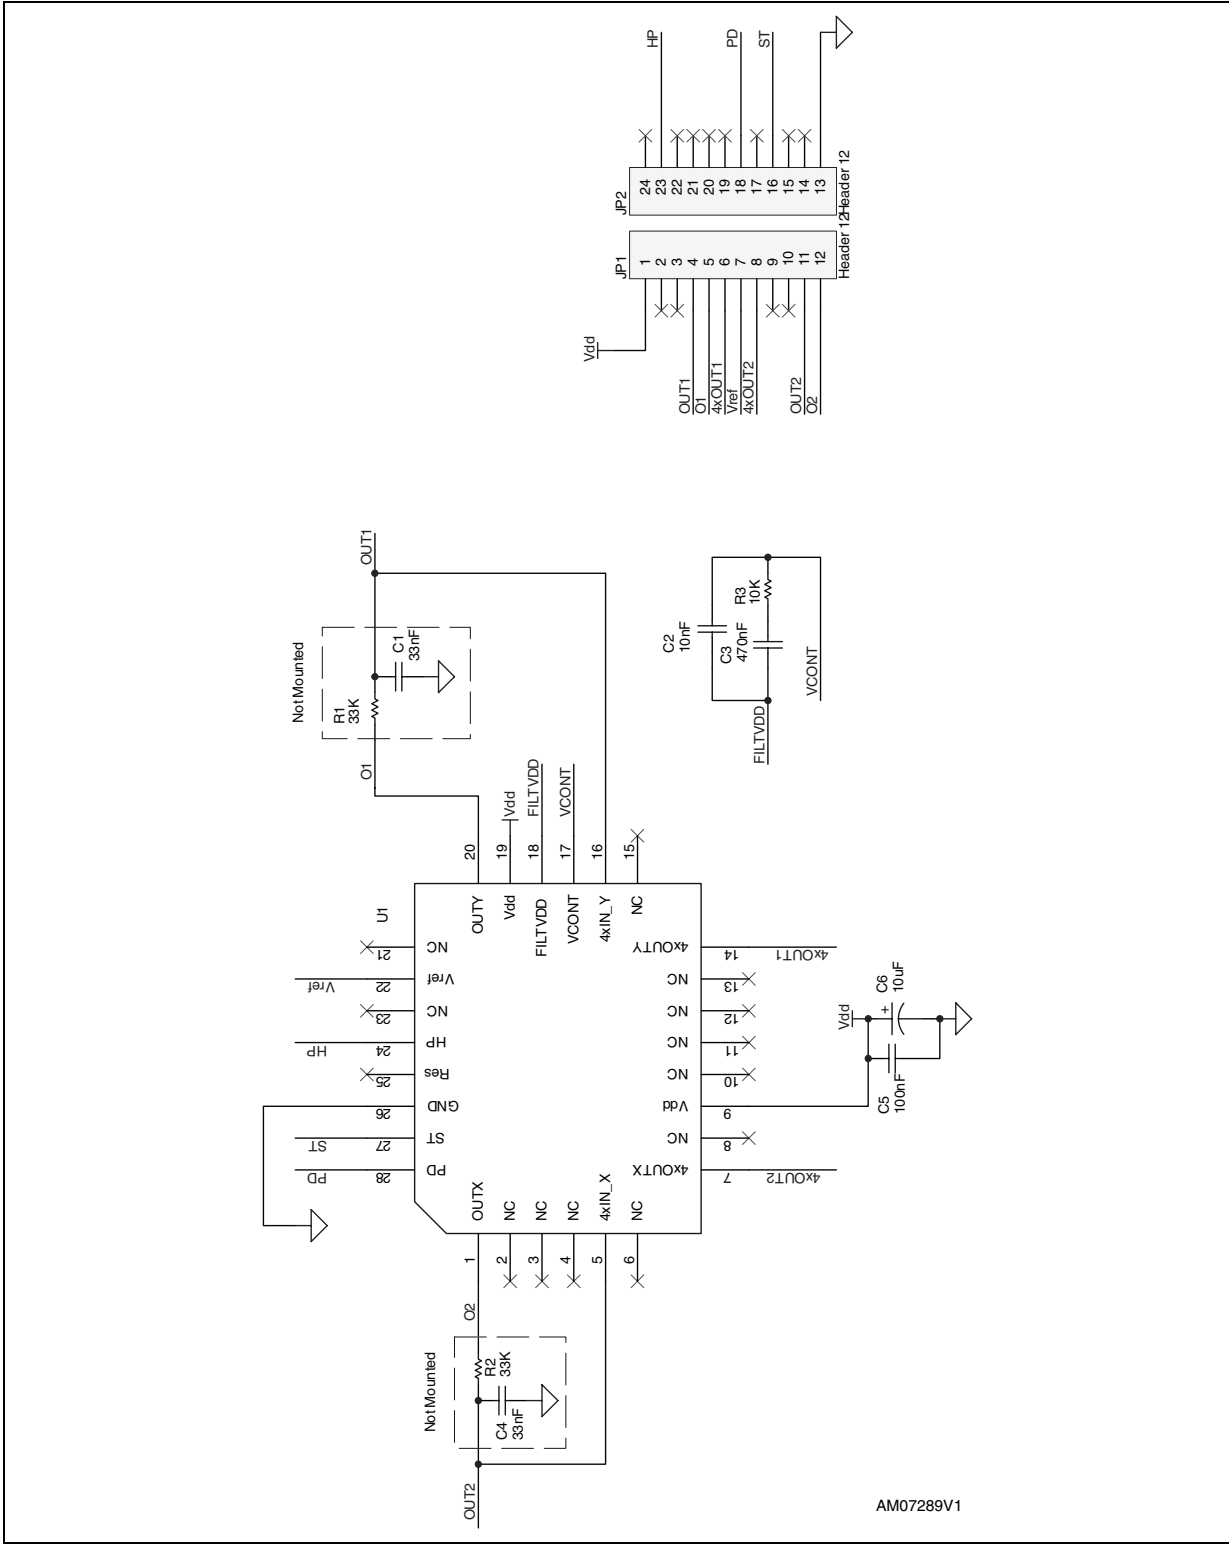 HP
PD
ST
JP2
24
23
22
21
20
19
18
17
16
15
14
13
Header 12
JP1
1
2
3
4
5
6
7
8
9
10
11
12
Header 12
Vdd
OUT1
O1
4xOUT1
Vref
4xOUT2
OUT2
O2
OUT1
Not Mounted
C1
33nF
R1
33K
O1
C2
10nF
C3
470nF
R3
10K
VCONT
FILTVDD
Vdd
FILTVDD
VCONT
20
19
18
17
16
15
U1
OUTY
Vdd
FILTVDD
VCONT
4xIN_Y
NC
21
NC
Vref
22
Vref
23
NC
HP
24
HP
25
Res
26
GND
ST
27
ST
PD
28
PD
4xOUTY
14
4xOUT1
NC
13
NC
12
NC
11
NC
10
Vdd
9
NC
8
4xOUTX
7
4xOUT2
Vdd
+
C6
10uF
C5
100nF
OUTX
NC
NC
NC
4xIN_X
NC
1
2
3
4
5
6
O2
Not Mounted
R2
33K
C4
33nF
OUT2
AM07289V1